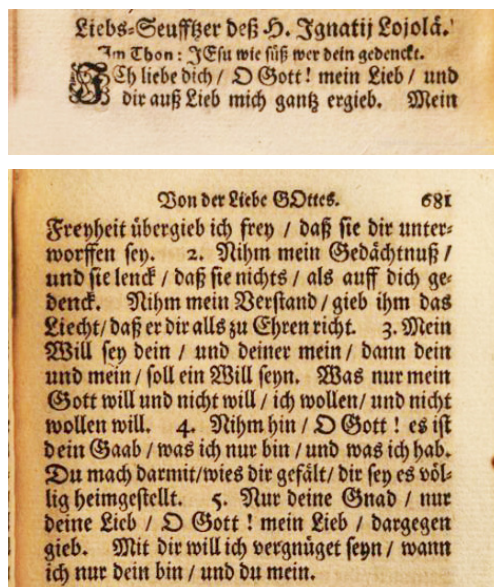 Liebs-Seufftzer deß H. Ignatij Lojolæ.
Im Thon: JEsu wie süß wer dein gedenckt.
ICh liebe dich / O Gott! mein Lieb / und
dir auß Lieb mich gantz ergieb. Mein
Von der Liebe GOttes. 681
Freyheit übergieb ich frey / daß sie dir unter-
worffen sey. 2. Nihm mein Gedächtnuß /
und sie lenck / daß sie nichts / als auff dich ge-
denck. Nihm mein Verstand / gieb ihm das
Liecht / daß er dir alls zu Ehren richt. 3. Mein
Will sey dein / und deiner mein / dann dein
und mein / soll ein Will seyn. Was nur mein
Gott will und nicht will / ich wollen / und nicht
wollen will. 4. Nihm hin / O Gott! es ist
dein Gaab / was ich nur bin / und was ich hab.
Du mach darmit / wies dir gefält / dir sey es völ-
lig heimgestellt. 5. Nur deine Gnad / nur
deine Lieb / O Gott! mein Lieb / dargegen
gieb. Mit dir will ich vergnüget seyn / wann
ich nur dein bin / und du mein.